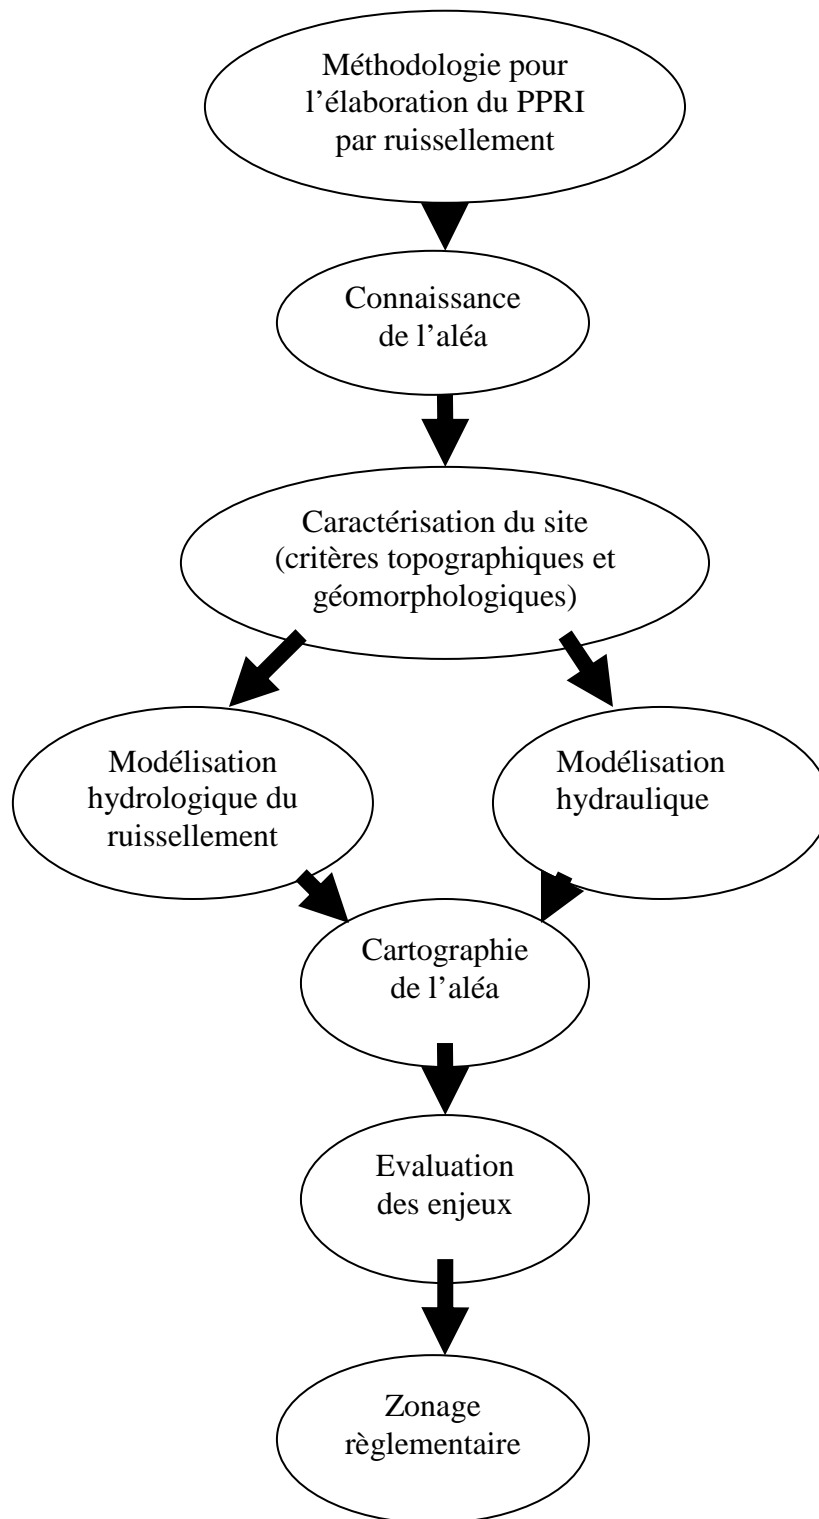 Méthodologie pour
l’élaboration du PPRI
par ruissellement
Connaissance
de l’aléa
Caractérisation du site
(critères topographiques et
géomorphologiques)
Modélisation
hydrologique du
ruissellement
Modélisation
hydraulique
Cartographie
de l’aléa
Evaluation
des enjeux
Zonage
règlementaire